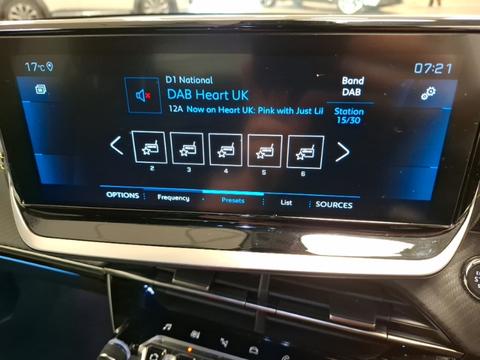 17°C
07:21
D1 National
DAB Heart UK
12A Now on Heart UK: Pink with Just Lil
Band
DAB
Station
15/30
2 3 4 5 6
OPTIONS Frequency Presets List SOURCES